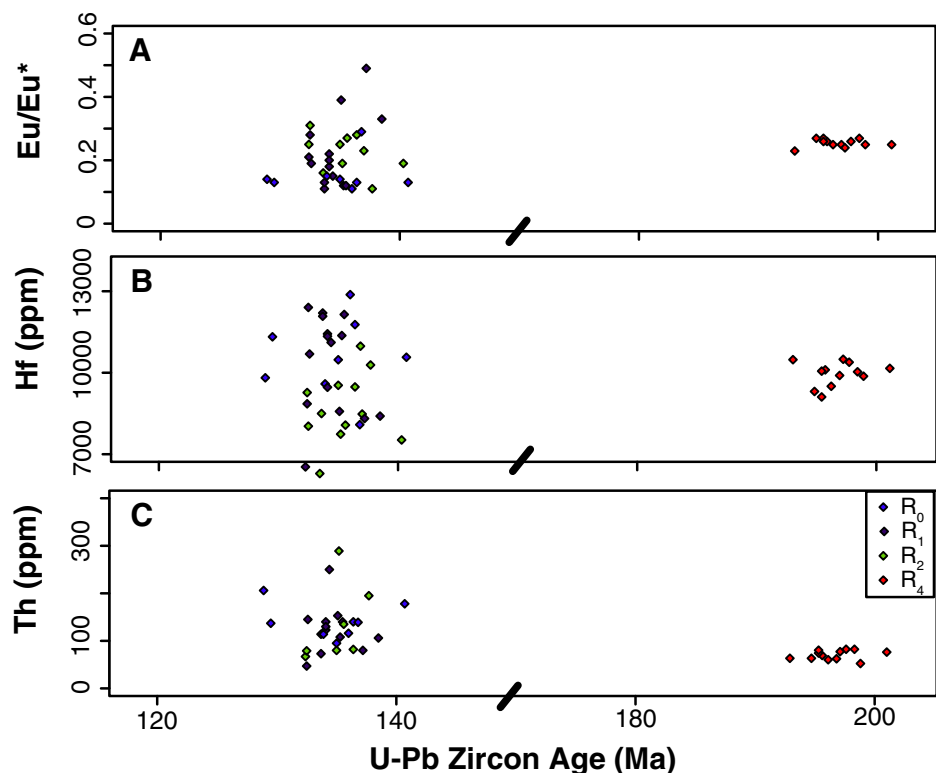 A
Eu/Eu*
0.6
0.4
0.2
0
B
Hf (ppm)
13000
10000
7000
C
Th (ppm)
300
100
0
R0
R1
R2
R4
120 140 180 200
U-Pb Zircon Age (Ma)